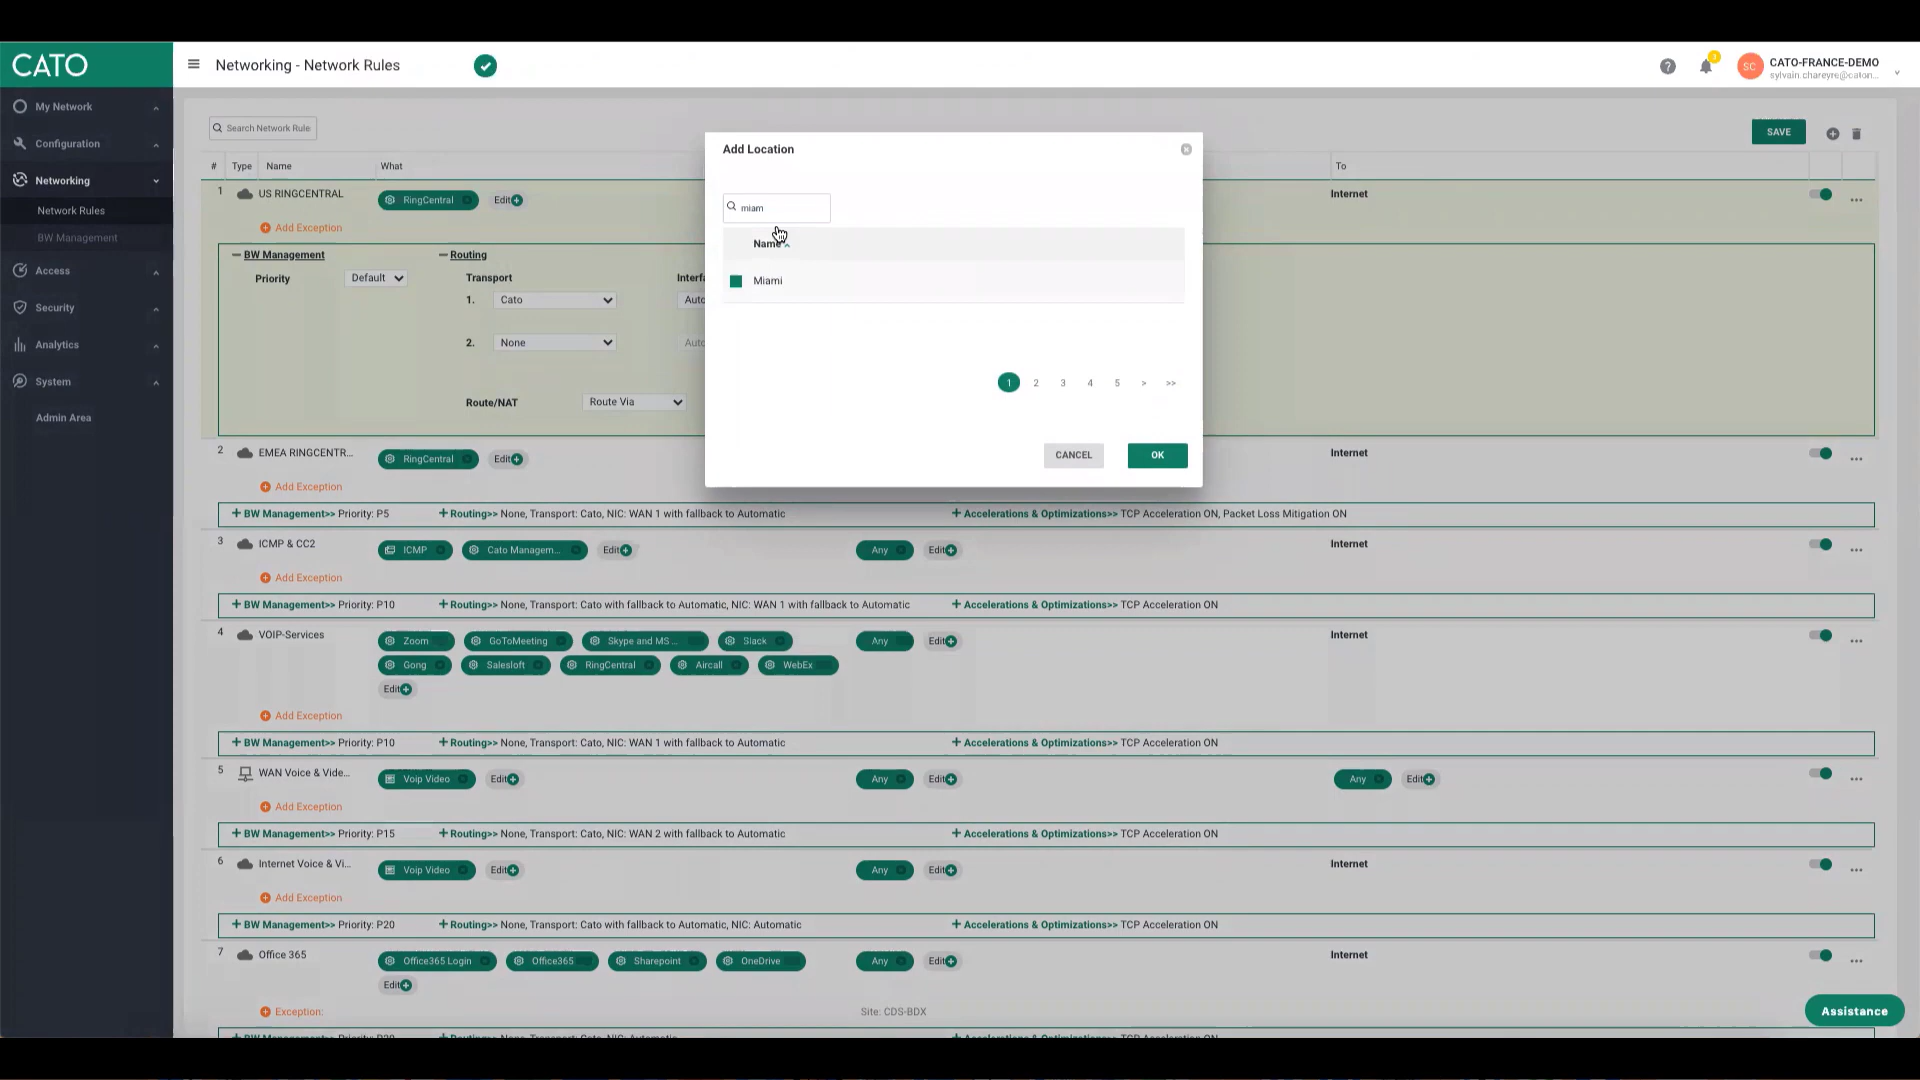 CATO
Networking - Network Rules
?
SC
CATO-FRANCE-DEMO
sylvain.chareyre@caton...
My Network
Configuration
Networking
Network Rules
BW Management
Access
Security
Analytics
System
Admin Area
Search Network Rule
SAVE
# Type Name What To
1 US RINGCENTRAL RingCentral Edit Internet
Add Exception
BW Management Routing
Priority Default Transport Interf
1. Cato Auto
2. None Auto
Route/NAT Route Via
Add Location
miam
Name
Miami
1 2 3 4 5 > >>
CANCEL OK
2 EMEA RINGCENTR... RingCentral Edit Internet
Add Exception
BW Management>> Priority: P5 Routing>> None, Transport: Cato, NIC: WAN 1 with fallback to Automatic Accelerations & Optimizations>> TCP Acceleration ON, Packet Loss Mitigation ON
3 ICMP & CC2 ICMP Cato Managem... Edit Any Edit Internet
Add Exception
BW Management>> Priority: P10 Routing>> None, Transport: Cato with fallback to Automatic, NIC: WAN 1 with fallback to Automatic Accelerations & Optimizations>> TCP Acceleration ON
4 VOIP-Services Zoom GoToMeeting Skype and MS ... Slack Any Edit Internet
Gong Salesloft RingCentral Aircall WebEx
Edit
Add Exception
BW Management>> Priority: P10 Routing>> None, Transport: Cato, NIC: WAN 1 with fallback to Automatic Accelerations & Optimizations>> TCP Acceleration ON
5 WAN Voice & Vide... Voip Video Edit Any Edit Any Edit
Add Exception
BW Management>> Priority: P15 Routing>> None, Transport: Cato, NIC: WAN 2 with fallback to Automatic Accelerations & Optimizations>> TCP Acceleration ON
6 Internet Voice & Vi... Voip Video Edit Any Edit Internet
Add Exception
BW Management>> Priority: P20 Routing>> None, Transport: Cato with fallback to Automatic, NIC: Automatic Accelerations & Optimizations>> TCP Acceleration ON
7 Office 365 Office365 Login Office365 Sharepoint OneDrive Any Edit Internet
Edit
Exception: Site: CDS-BDX
Assistance